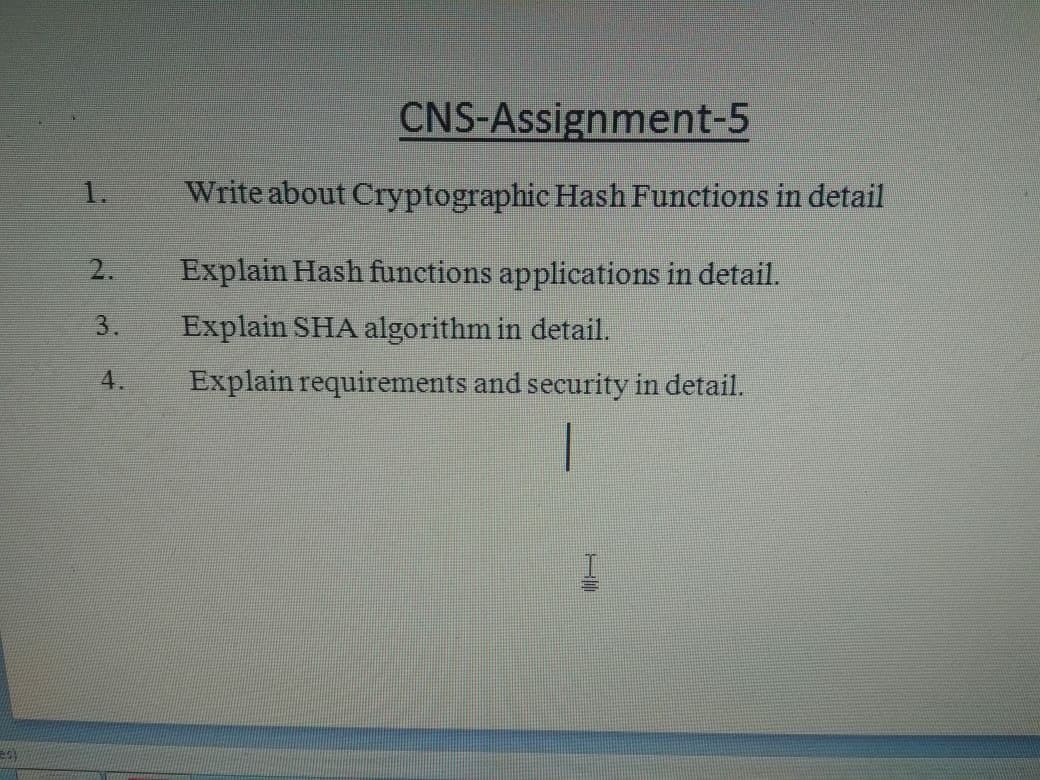 CNS-Assignment-5
1. Write about Cryptographic Hash Functions in detail
2. Explain Hash functions applications in detail.
3. Explain SHA algorithm in detail.
4. Explain requirements and security in detail.
es)